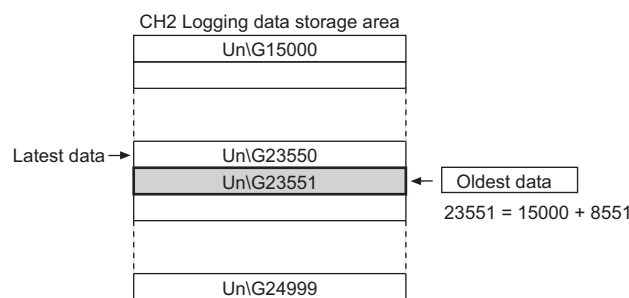 CH2 Logging data storage area
Un\G15000
Latest data
Un\G23550
Un\G23551
Oldest data
23551 = 15000 + 8551
Un\G24999